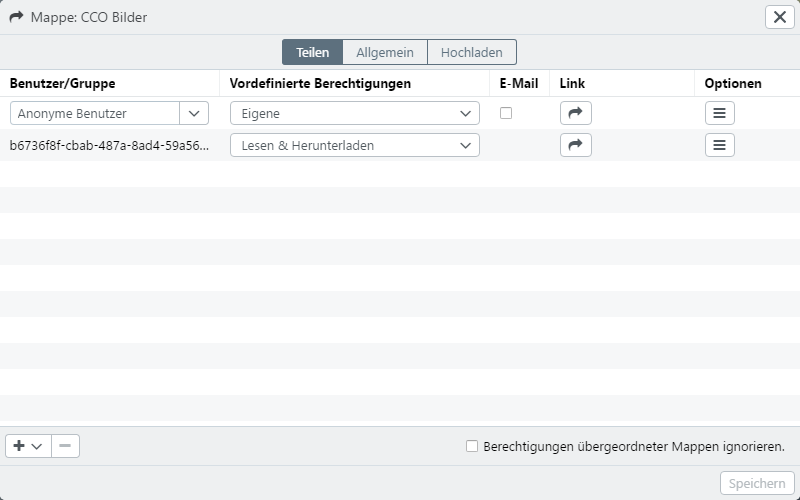 Mappe: CCO Bilder
Teilen Allgemein Hochladen
Benutzer/Gruppe Vordefinierte Berechtigungen E-Mail Link Optionen
Anonyme Benutzer Eigene
b6736f8f-cbab-487a-8ad4-59a56... Lesen & Herunterladen
Berechtigungen übergeordneter Mappen ignorieren.
Speichern